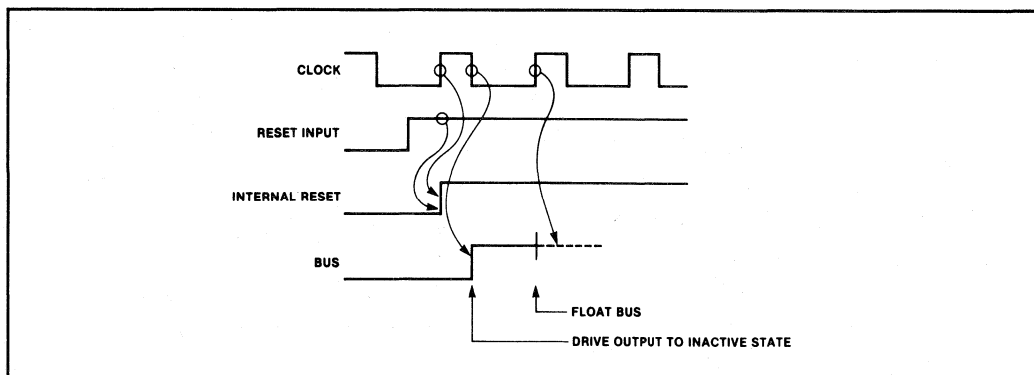 CLOCK
RESET INPUT
INTERNAL RESET
BUS
FLOAT BUS
DRIVE OUTPUT TO INACTIVE STATE